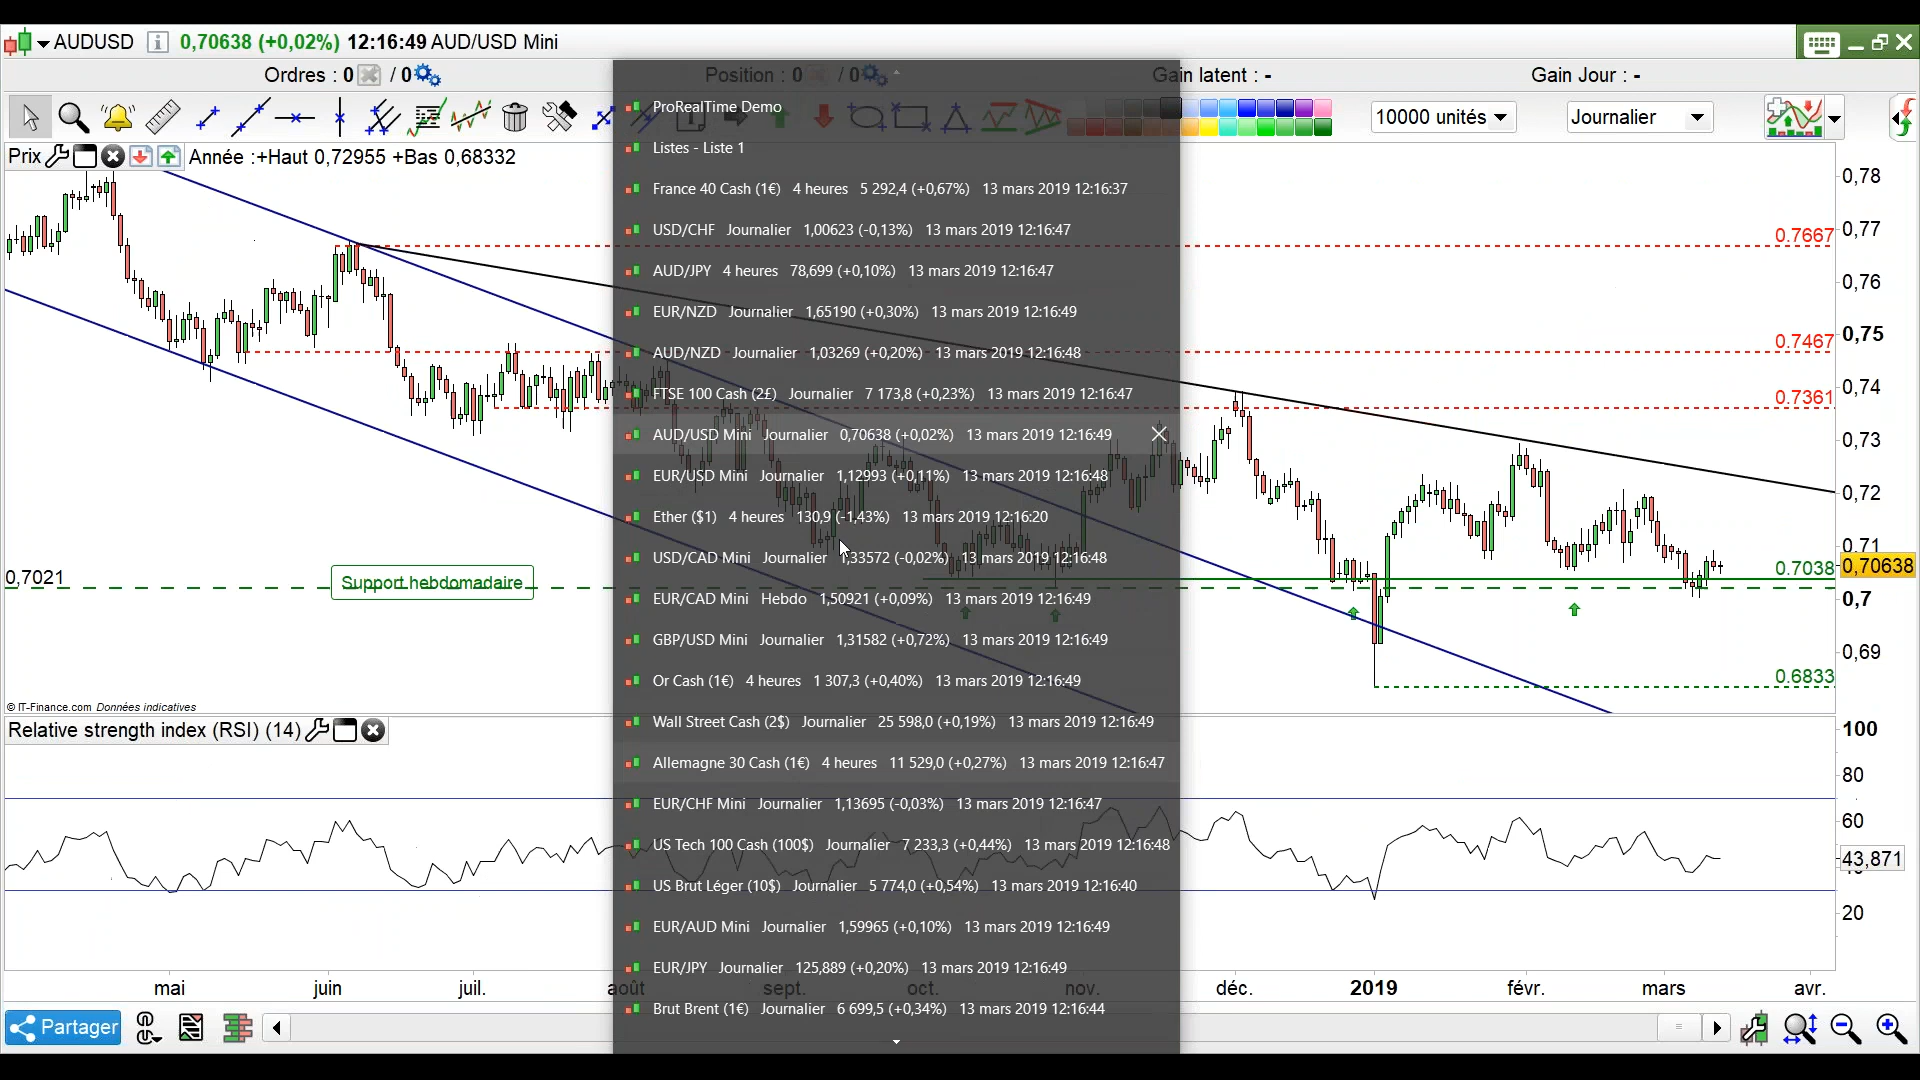 AUDUSD 0,70638 (+0,02%) 12:16:49 AUD/USD Mini
Ordres : 0 / 0 Position : 0 / 0 Gain latent : - Gain Jour : -
10000 unités Journalier
Prix Année :+Haut 0,72955 +Bas 0,68332
ProRealTime Demo
Listes - Liste 1
France 40 Cash (1€) 4 heures 5 292,4 (+0,67%) 13 mars 2019 12:16:37
USD/CHF Journalier 1,00623 (-0,13%) 13 mars 2019 12:16:47
AUD/JPY 4 heures 78,699 (+0,10%) 13 mars 2019 12:16:47
EUR/NZD Journalier 1,65190 (+0,30%) 13 mars 2019 12:16:49
AUD/NZD Journalier 1,03269 (+0,20%) 13 mars 2019 12:16:48
FTSE 100 Cash (2£) Journalier 7 173,8 (+0,23%) 13 mars 2019 12:16:47
AUD/USD Mini Journalier 0,70638 (+0,02%) 13 mars 2019 12:16:49
EUR/USD Mini Journalier 1,12993 (+0,11%) 13 mars 2019 12:16:48
Ether ($1) 4 heures 130,9 (-1,43%) 13 mars 2019 12:16:20
USD/CAD Mini Journalier 1,33572 (-0,02%) 13 mars 2019 12:16:48
EUR/CAD Mini Hebdo 1,50921 (+0,09%) 13 mars 2019 12:16:49
GBP/USD Mini Journalier 1,31582 (+0,72%) 13 mars 2019 12:16:49
Or Cash (1€) 4 heures 1 307,3 (+0,40%) 13 mars 2019 12:16:49
Wall Street Cash (2$) Journalier 25 598,0 (+0,19%) 13 mars 2019 12:16:49
Allemagne 30 Cash (1€) 4 heures 11 529,0 (+0,27%) 13 mars 2019 12:16:47
EUR/CHF Mini Journalier 1,13695 (-0,03%) 13 mars 2019 12:16:47
US Tech 100 Cash (100$) Journalier 7 233,3 (+0,44%) 13 mars 2019 12:16:48
US Brut Léger (10$) Journalier 5 774,0 (+0,54%) 13 mars 2019 12:16:40
EUR/AUD Mini Journalier 1,59965 (+0,10%) 13 mars 2019 12:16:49
EUR/JPY Journalier 125,889 (+0,20%) 13 mars 2019 12:16:49
Brut Brent (1€) Journalier 6 699,5 (+0,34%) 13 mars 2019 12:16:44
0,78
0,77
0.7667
0,76
0,75
0.7467
0,74
0.7361
0,73
0,72
0,71
0.7038
0,70638
0,7
0,69
0.6833
0,7021
Support hebdomadaire
© IT-Finance.com Données indicatives
Relative strength index (RSI) (14)
100
80
60
43,871
20
mai juin juil. août sept. oct. nov. déc. 2019 févr. mars avr.
Partager